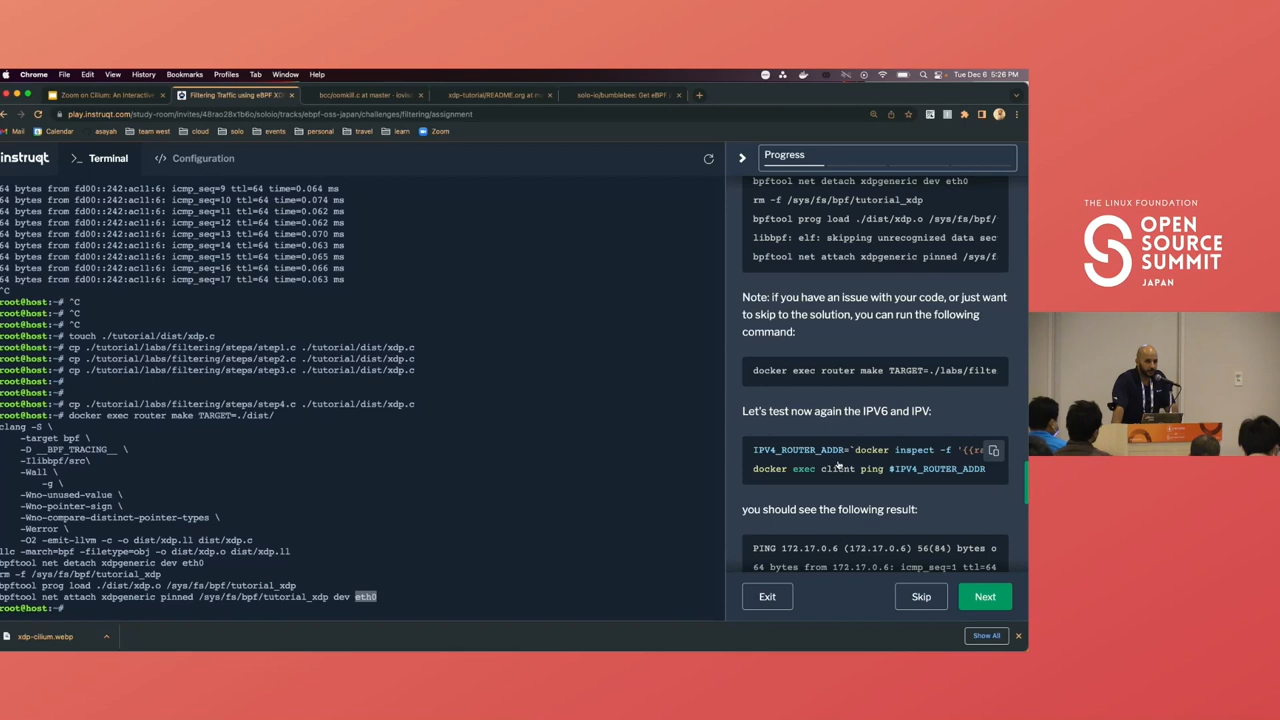 Chrome File Edit View History Bookmarks Profiles Tab Window Help Tue Dec 6 5:26 PM
Zoom on Cilium: An Interactive Filtering Traffic using eBPF XD bcc/oomkill.c at master · iovis xdp-tutorial/README.org at ma solo-io/bumblebee: Get eBPF
play.instruqt.com/study-room/invites/48rao28x1b6o/soloio/tracks/ebpf-oss-japan/challenges/filtering/assignment
Mail Calendar asayah team west cloud solo events personal travel learn Zoom
instruqt >_ Terminal </> Configuration
64 bytes from fd00::242:ac11:6: icmp_seq=9 ttl=64 time=0.064 ms
64 bytes from fd00::242:ac11:6: icmp_seq=10 ttl=64 time=0.074 ms
64 bytes from fd00::242:ac11:6: icmp_seq=11 ttl=64 time=0.062 ms
64 bytes from fd00::242:ac11:6: icmp_seq=12 ttl=64 time=0.062 ms
64 bytes from fd00::242:ac11:6: icmp_seq=13 ttl=64 time=0.070 ms
64 bytes from fd00::242:ac11:6: icmp_seq=14 ttl=64 time=0.063 ms
64 bytes from fd00::242:ac11:6: icmp_seq=15 ttl=64 time=0.065 ms
64 bytes from fd00::242:ac11:6: icmp_seq=16 ttl=64 time=0.066 ms
64 bytes from fd00::242:ac11:6: icmp_seq=17 ttl=64 time=0.063 ms
^C
root@host:~# ^C
root@host:~# ^C
root@host:~# ^C
root@host:~# touch ./tutorial/dist/xdp.c
root@host:~# cp ./tutorial/labs/filtering/steps/step1.c ./tutorial/dist/xdp.c
root@host:~# cp ./tutorial/labs/filtering/steps/step2.c ./tutorial/dist/xdp.c
root@host:~# cp ./tutorial/labs/filtering/steps/step3.c ./tutorial/dist/xdp.c
root@host:~#
root@host:~#
root@host:~# cp ./tutorial/labs/filtering/steps/step4.c ./tutorial/dist/xdp.c
root@host:~# docker exec router make TARGET=./dist/
clang -S \
-target bpf \
-D __BPF_TRACING__ \
-Ilibbpf/src\
-Wall \
-g \
-Wno-unused-value \
-Wno-pointer-sign \
-Wno-compare-distinct-pointer-types \
-Werror \
-O2 -emit-llvm -c -o dist/xdp.ll dist/xdp.c
llc -march=bpf -filetype=obj -o dist/xdp.o dist/xdp.ll
bpftool net detach xdpgeneric dev eth0
rm -f /sys/fs/bpf/tutorial_xdp
bpftool prog load ./dist/xdp.o /sys/fs/bpf/tutorial_xdp
bpftool net attach xdpgeneric pinned /sys/fs/bpf/tutorial_xdp dev eth0
root@host:~#
Progress
bpftool net detach xdpgeneric dev eth0
rm -f /sys/fs/bpf/tutorial_xdp
bpftool prog load ./dist/xdp.o /sys/fs/bpf/
libbpf: elf: skipping unrecognized data sec
bpftool net attach xdpgeneric pinned /sys/f
Note: if you have an issue with your code, or just want
to skip to the solution, you can run the following
command:
docker exec router make TARGET=./labs/filte
Let's test now again the IPV6 and IPV:
IPV4_ROUTER_ADDR=`docker inspect -f '{{ra
docker exec client ping $IPV4_ROUTER_ADDR
you should see the following result:
PING 172.17.0.6 (172.17.0.6) 56(84) bytes o
64 bytes from 172.17.0.6: icmp_seq=1 ttl=64
Exit Skip Next
xdp-cilium.webp Show All
THE LINUX FOUNDATION
OPEN
SOURCE
SUMMIT
JAPAN